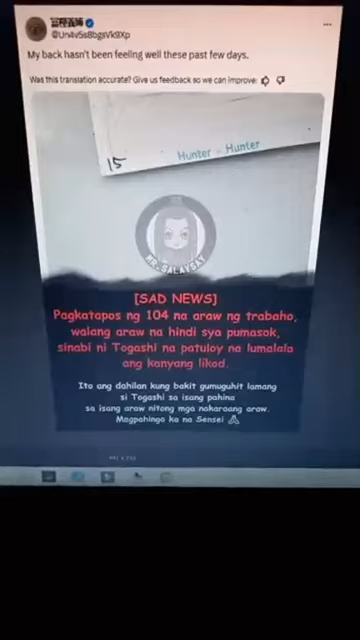 冨樫義博
@Un4v5s8bgsVk9Xp
My back hasn't been feeling well these past few days.
Was this translation accurate? Give us feedback so we can improve:
15
Hunter - Hunter
MR. SALAYSAY
[SAD NEWS]
Pagkatapos ng 104 na araw ng trabaho,
walang araw na hindi sya pumasok,
sinabi ni Togashi na patuloy na lumalala
ang kanyang likod.
Ito ang dahilan kung bakit gumuguhit lamang
si Togashi sa isang pahina
sa isang araw nitong mga nakaraang araw.
Magpahinga ka na Sensei